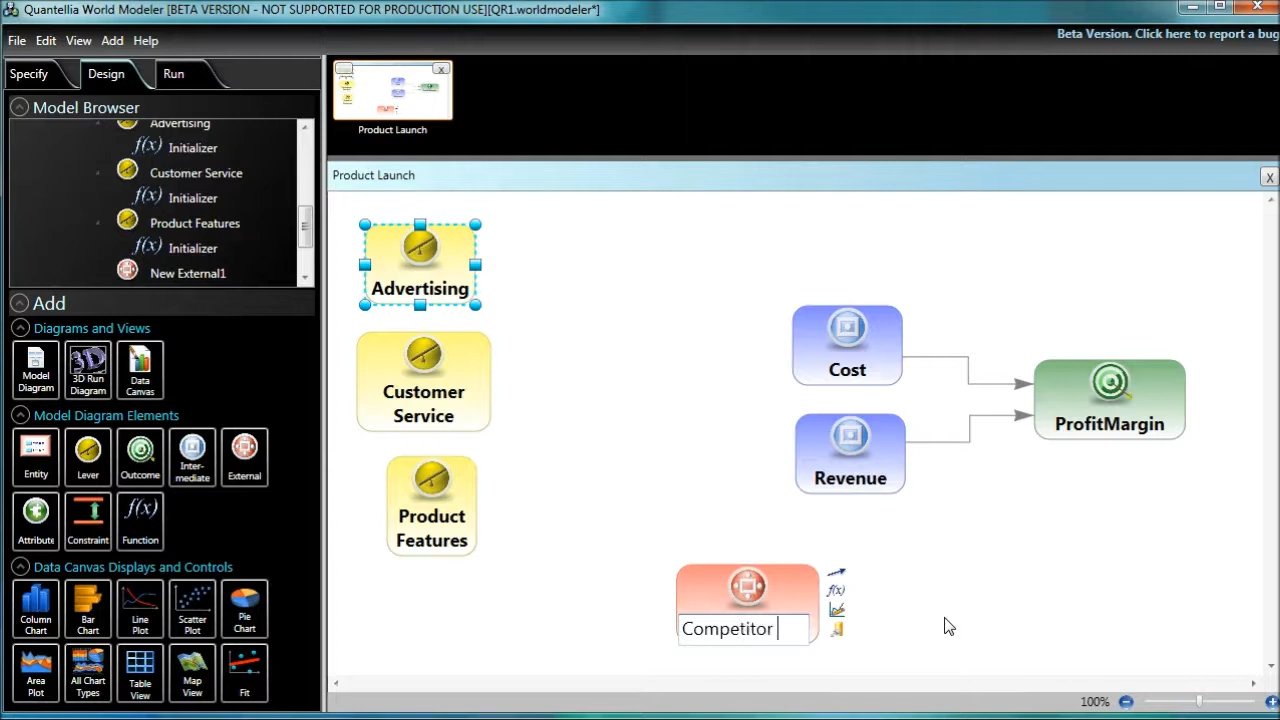 Quantellia World Modeler [BETA VERSION - NOT SUPPORTED FOR PRODUCTION USE][QR1.worldmodeler*]
File Edit View Add Help
Beta Version. Click here to report a bug
Specify Design Run
Model Browser
Advertising
f(x) Initializer
Customer Service
f(x) Initializer
Product Features
f(x) Initializer
New External1
Add
Diagrams and Views
Model
Diagram
3D
3D Run
Diagram
Data
Canvas
Model Diagram Elements
Entity
Lever
Outcome
Inter-
mediate
External
Attribute
Constraint
f(x)
Function
Data Canvas Displays and Controls
Column
Chart
Bar
Chart
Line
Plot
Scatter
Plot
Pie
Chart
Area
Plot
All Chart
Types
Table
View
Map
View
Fit
x
Product Launch
Product Launch
X
Advertising
Customer
Service
Product
Features
Cost
Revenue
ProfitMargin
Competitor
f(x)
100%